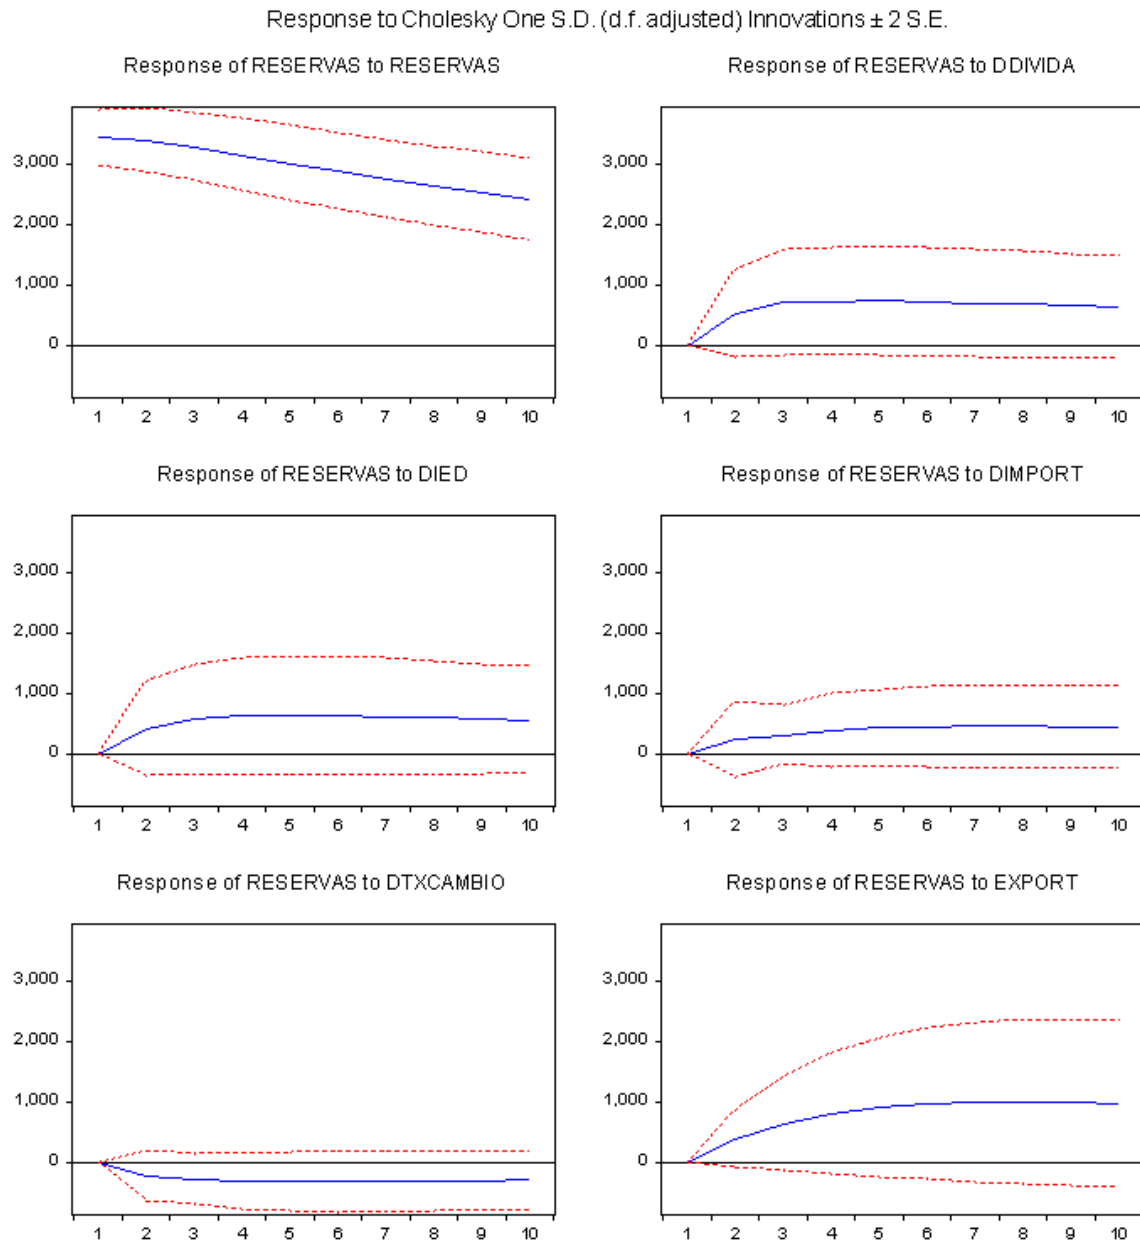 Response to Cholesky One S.D. (d.f. adjusted) Innovations ± 2 S.E.
Response of RESERVAS to RESERVAS
3,000
2,000
1,000
0
1 2 3 4 5 6 7 8 9 10
Response of RESERVAS to DDIVIDA
3,000
2,000
1,000
0
1 2 3 4 5 6 7 8 9 10
Response of RESERVAS to DIED
3,000
2,000
1,000
0
1 2 3 4 5 6 7 8 9 10
Response of RESERVAS to DIMPORT
3,000
2,000
1,000
0
1 2 3 4 5 6 7 8 9 10
Response of RESERVAS to DTXCAMBIO
3,000
2,000
1,000
0
1 2 3 4 5 6 7 8 9 10
Response of RESERVAS to EXPORT
3,000
2,000
1,000
0
1 2 3 4 5 6 7 8 9 10